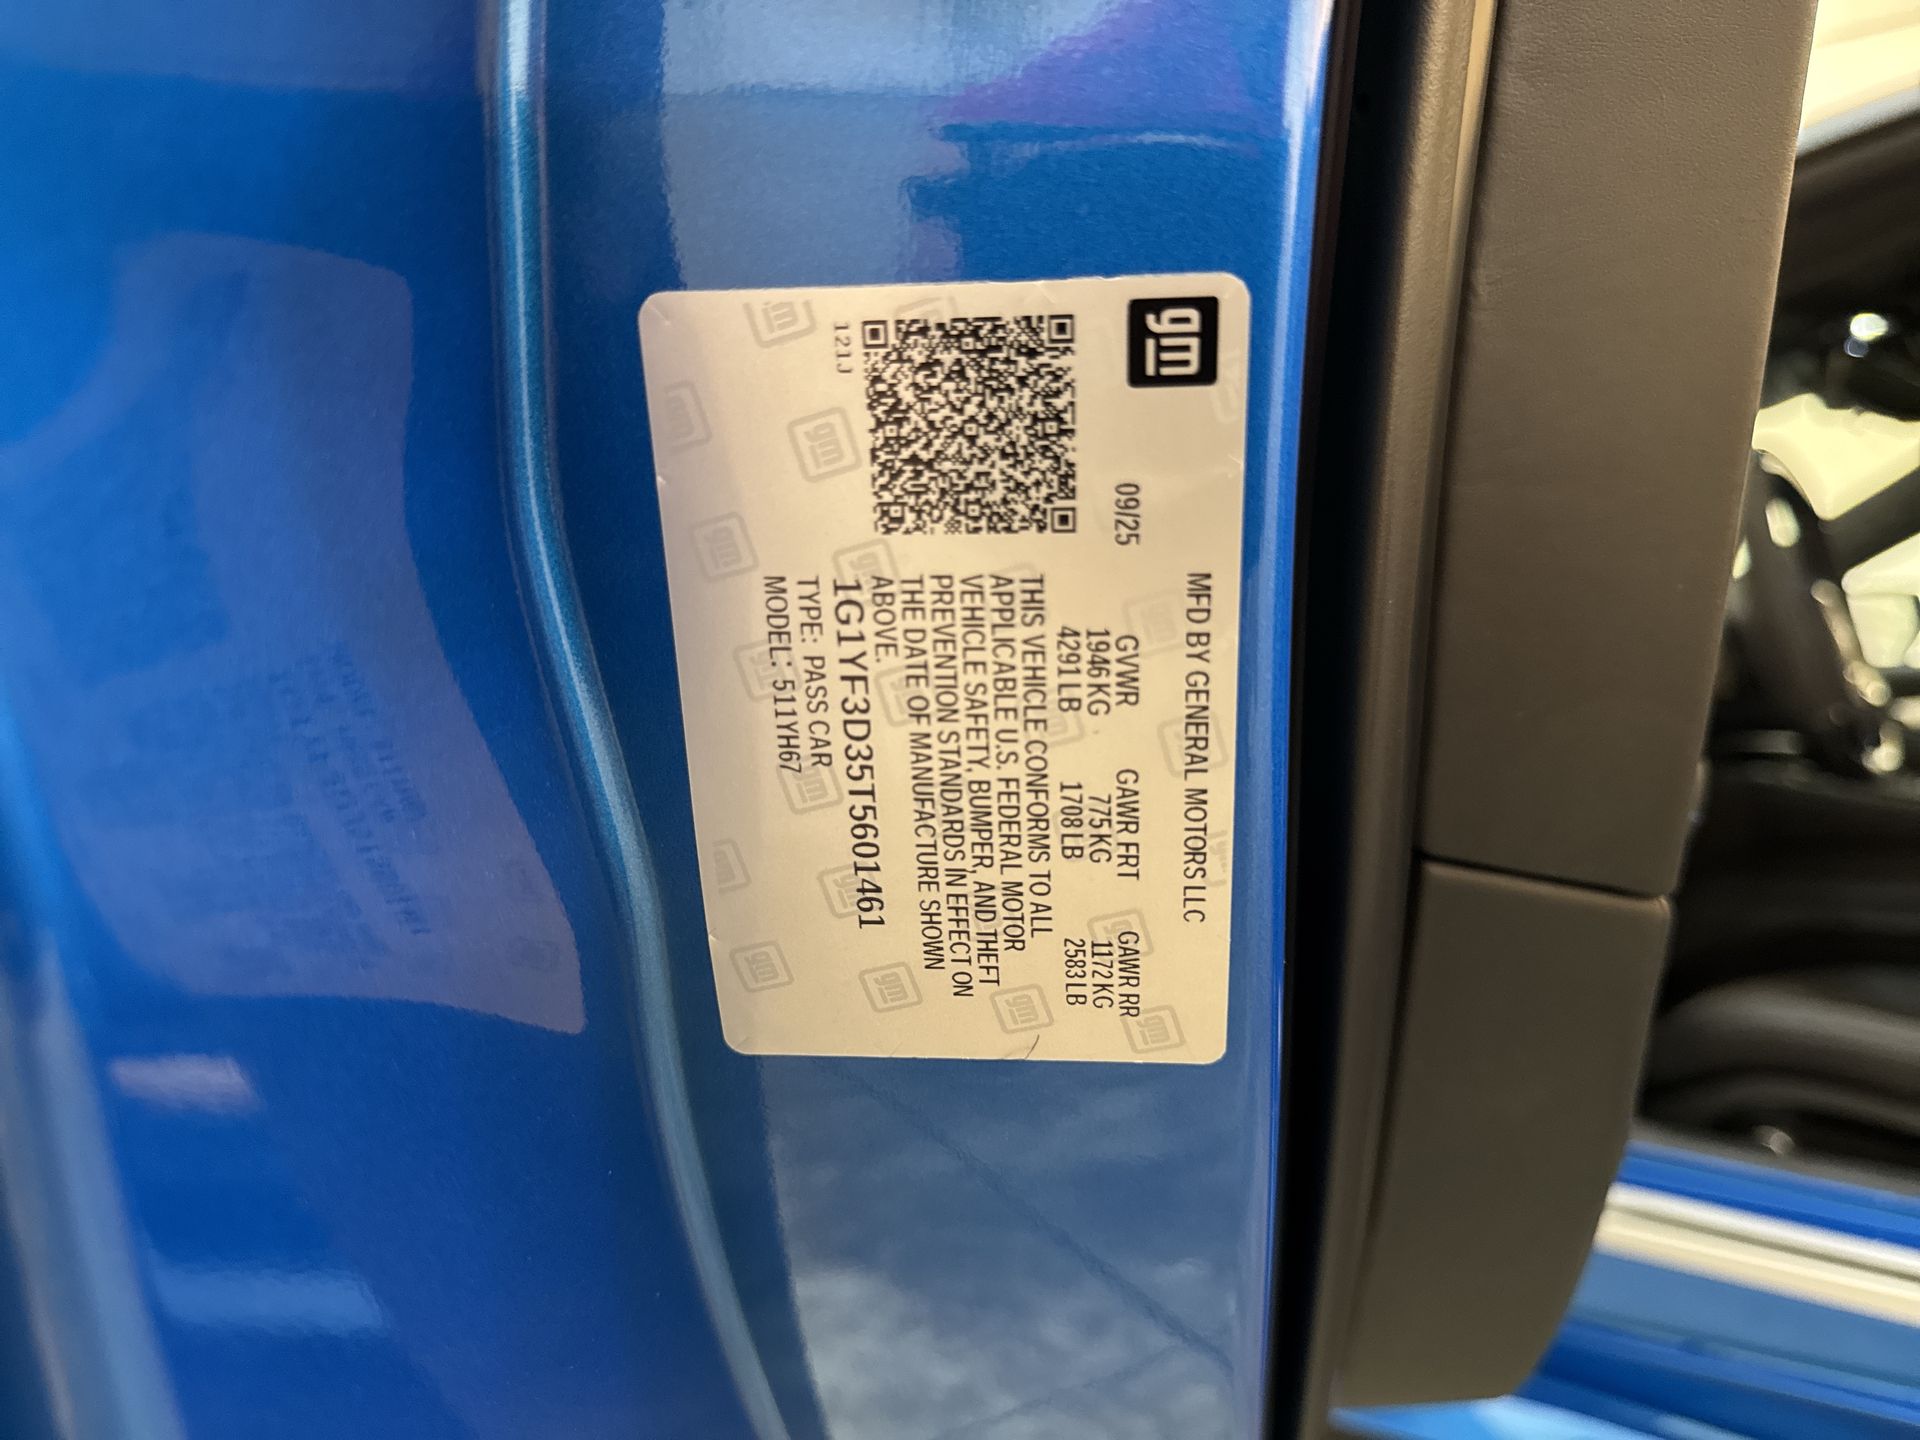 gm
MFD BY GENERAL MOTORS LLC
09/25
GVWR GAWR FRT GAWR RR
1946 KG 775 KG 1172 KG
4291 LB 1708 LB 2583 LB
THIS VEHICLE CONFORMS TO ALL
APPLICABLE U.S. FEDERAL MOTOR
VEHICLE SAFETY, BUMPER, AND THEFT
PREVENTION STANDARDS IN EFFECT ON
THE DATE OF MANUFACTURE SHOWN
ABOVE.
1G1YF3D35T5601461
TYPE: PASS CAR
MODEL: 511YH67
121J